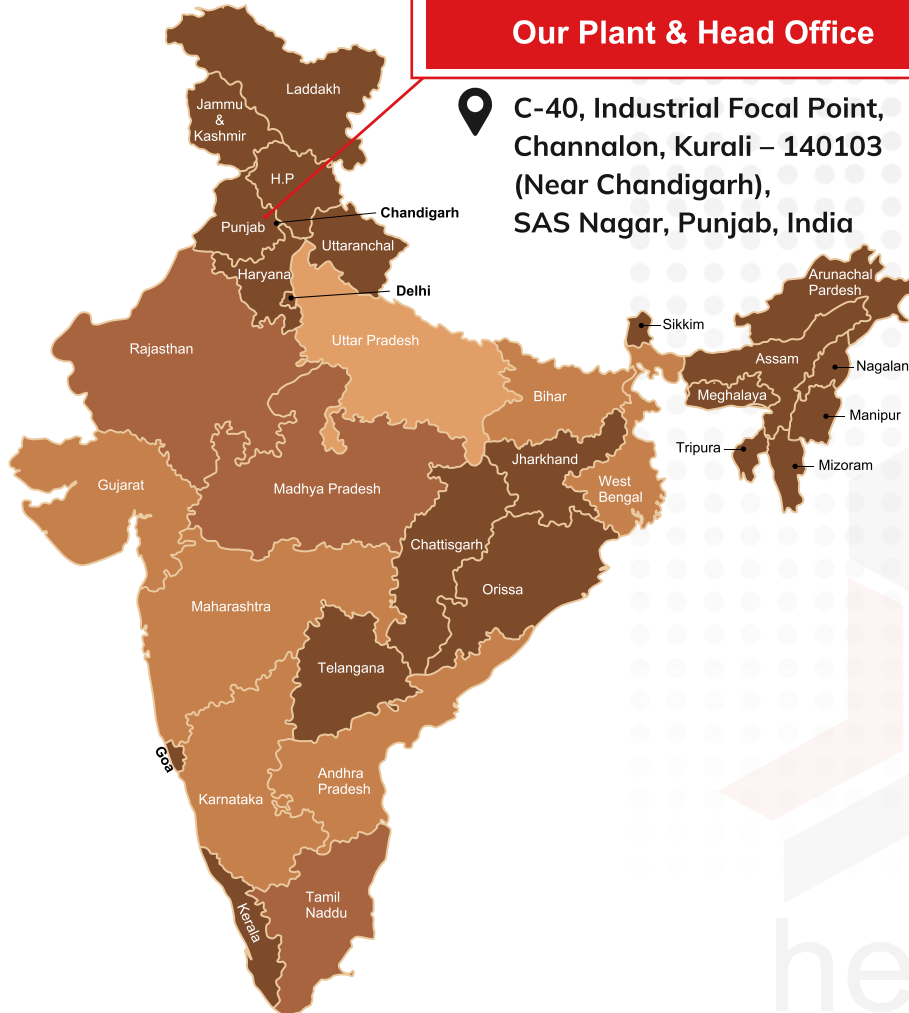 Our Plant & Head Office
C-40, Industrial Focal Point,
Channalon, Kurali – 140103
(Near Chandigarh),
SAS Nagar, Punjab, India
Laddakh
Jammu
&
Kashmir
H.P
Chandigarh
Punjab
Uttaranchal
Haryana
Delhi
Arunachal
Pardesh
Sikkim
Uttar Pradesh
Rajasthan
Assam
Nagalan
Bihar
Meghalaya
Manipur
Tripura
Mizoram
Jharkhand
West
Bengal
Gujarat
Madhya Pradesh
Chattisgarh
Orissa
Maharashtra
Telangana
Goa
Andhra
Pradesh
Karnataka
Tamil
Naddu
Kerala
he